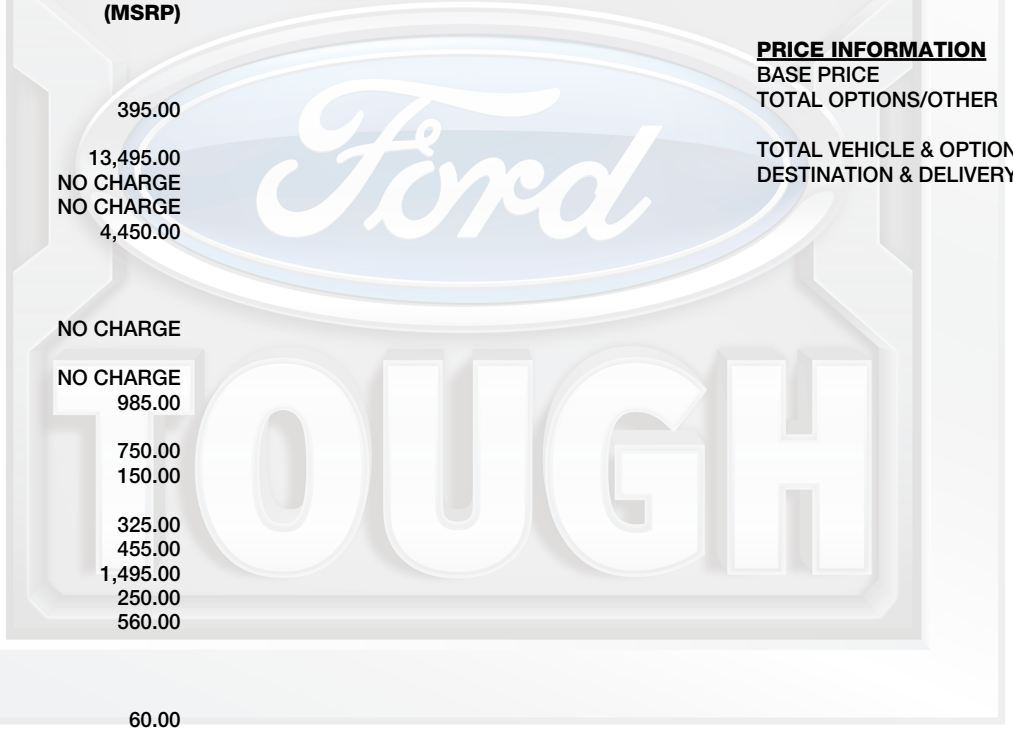 (MSRP)
395.00
13,495.00
NO CHARGE
NO CHARGE
4,450.00
NO CHARGE
NO CHARGE
985.00
750.00
150.00
325.00
455.00
1,495.00
250.00
560.00
60.00
PRICE INFORMATION
BASE PRICE
TOTAL OPTIONS/OTHER
TOTAL VEHICLE & OPTION
DESTINATION & DELIVERY
Ford
TOUGH